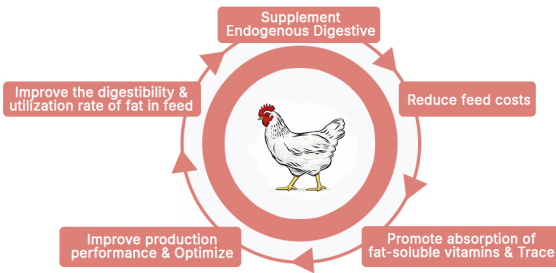 Supplement
Endogenous Digestive
Reduce feed costs
Promote absorption of
fat-soluble vitamins & Trace
Improve production
performance & Optimize
Improve the digestibility &
utilization rate of fat in feed